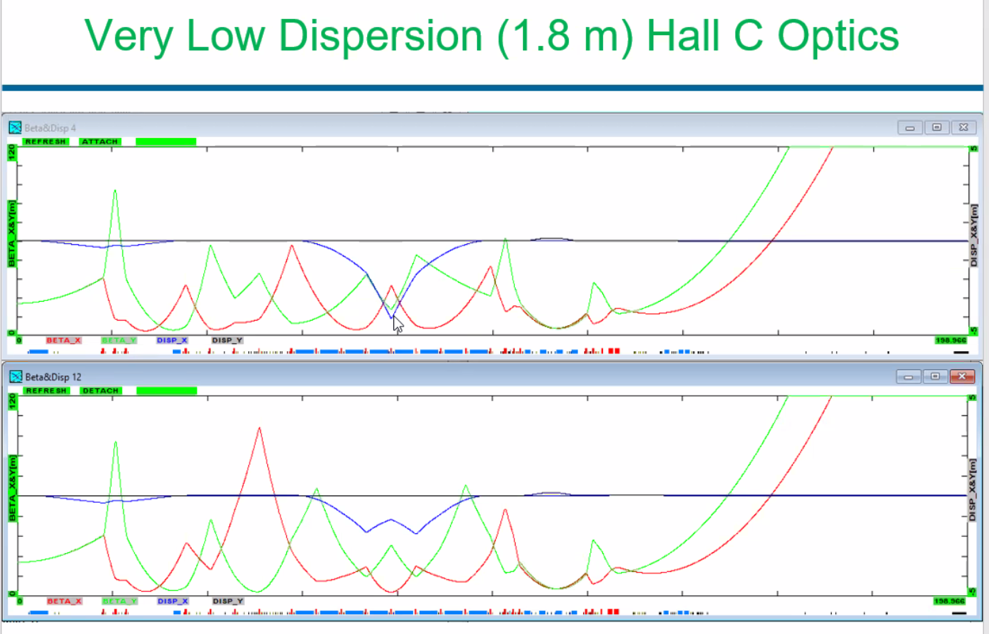 Very Low Dispersion (1.8 m) Hall C Optics
Beta&Disp 4
REFRESH ATTACH
120 5
BETA_X&Y[m] DISP_X&Y[m]
0 -5
0 BETA_X BETA_Y DISP_X DISP_Y 198.966
Beta&Disp 12
REFRESH DETACH
120 5
BETA_X&Y[m] DISP_X&Y[m]
0 -5
0 BETA_X BETA_Y DISP_X DISP_Y 198.966